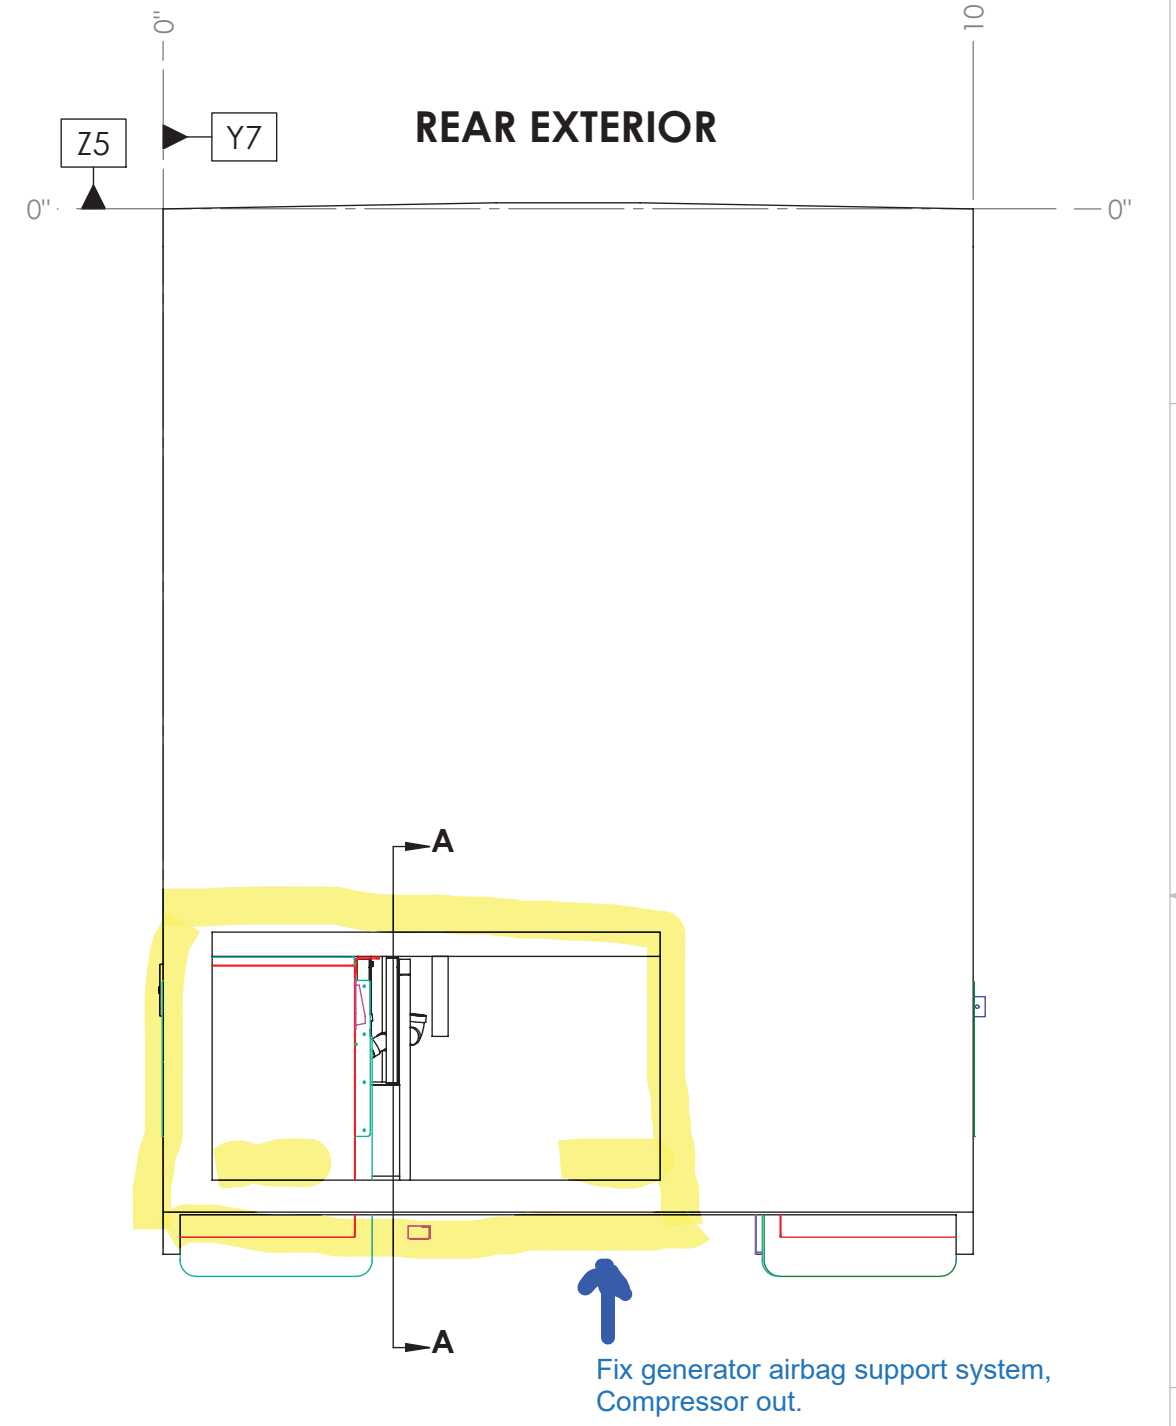 0"
10
REAR EXTERIOR
Z5
Y7
0"
0"
A
A
Fix generator airbag support system,
Compressor out.